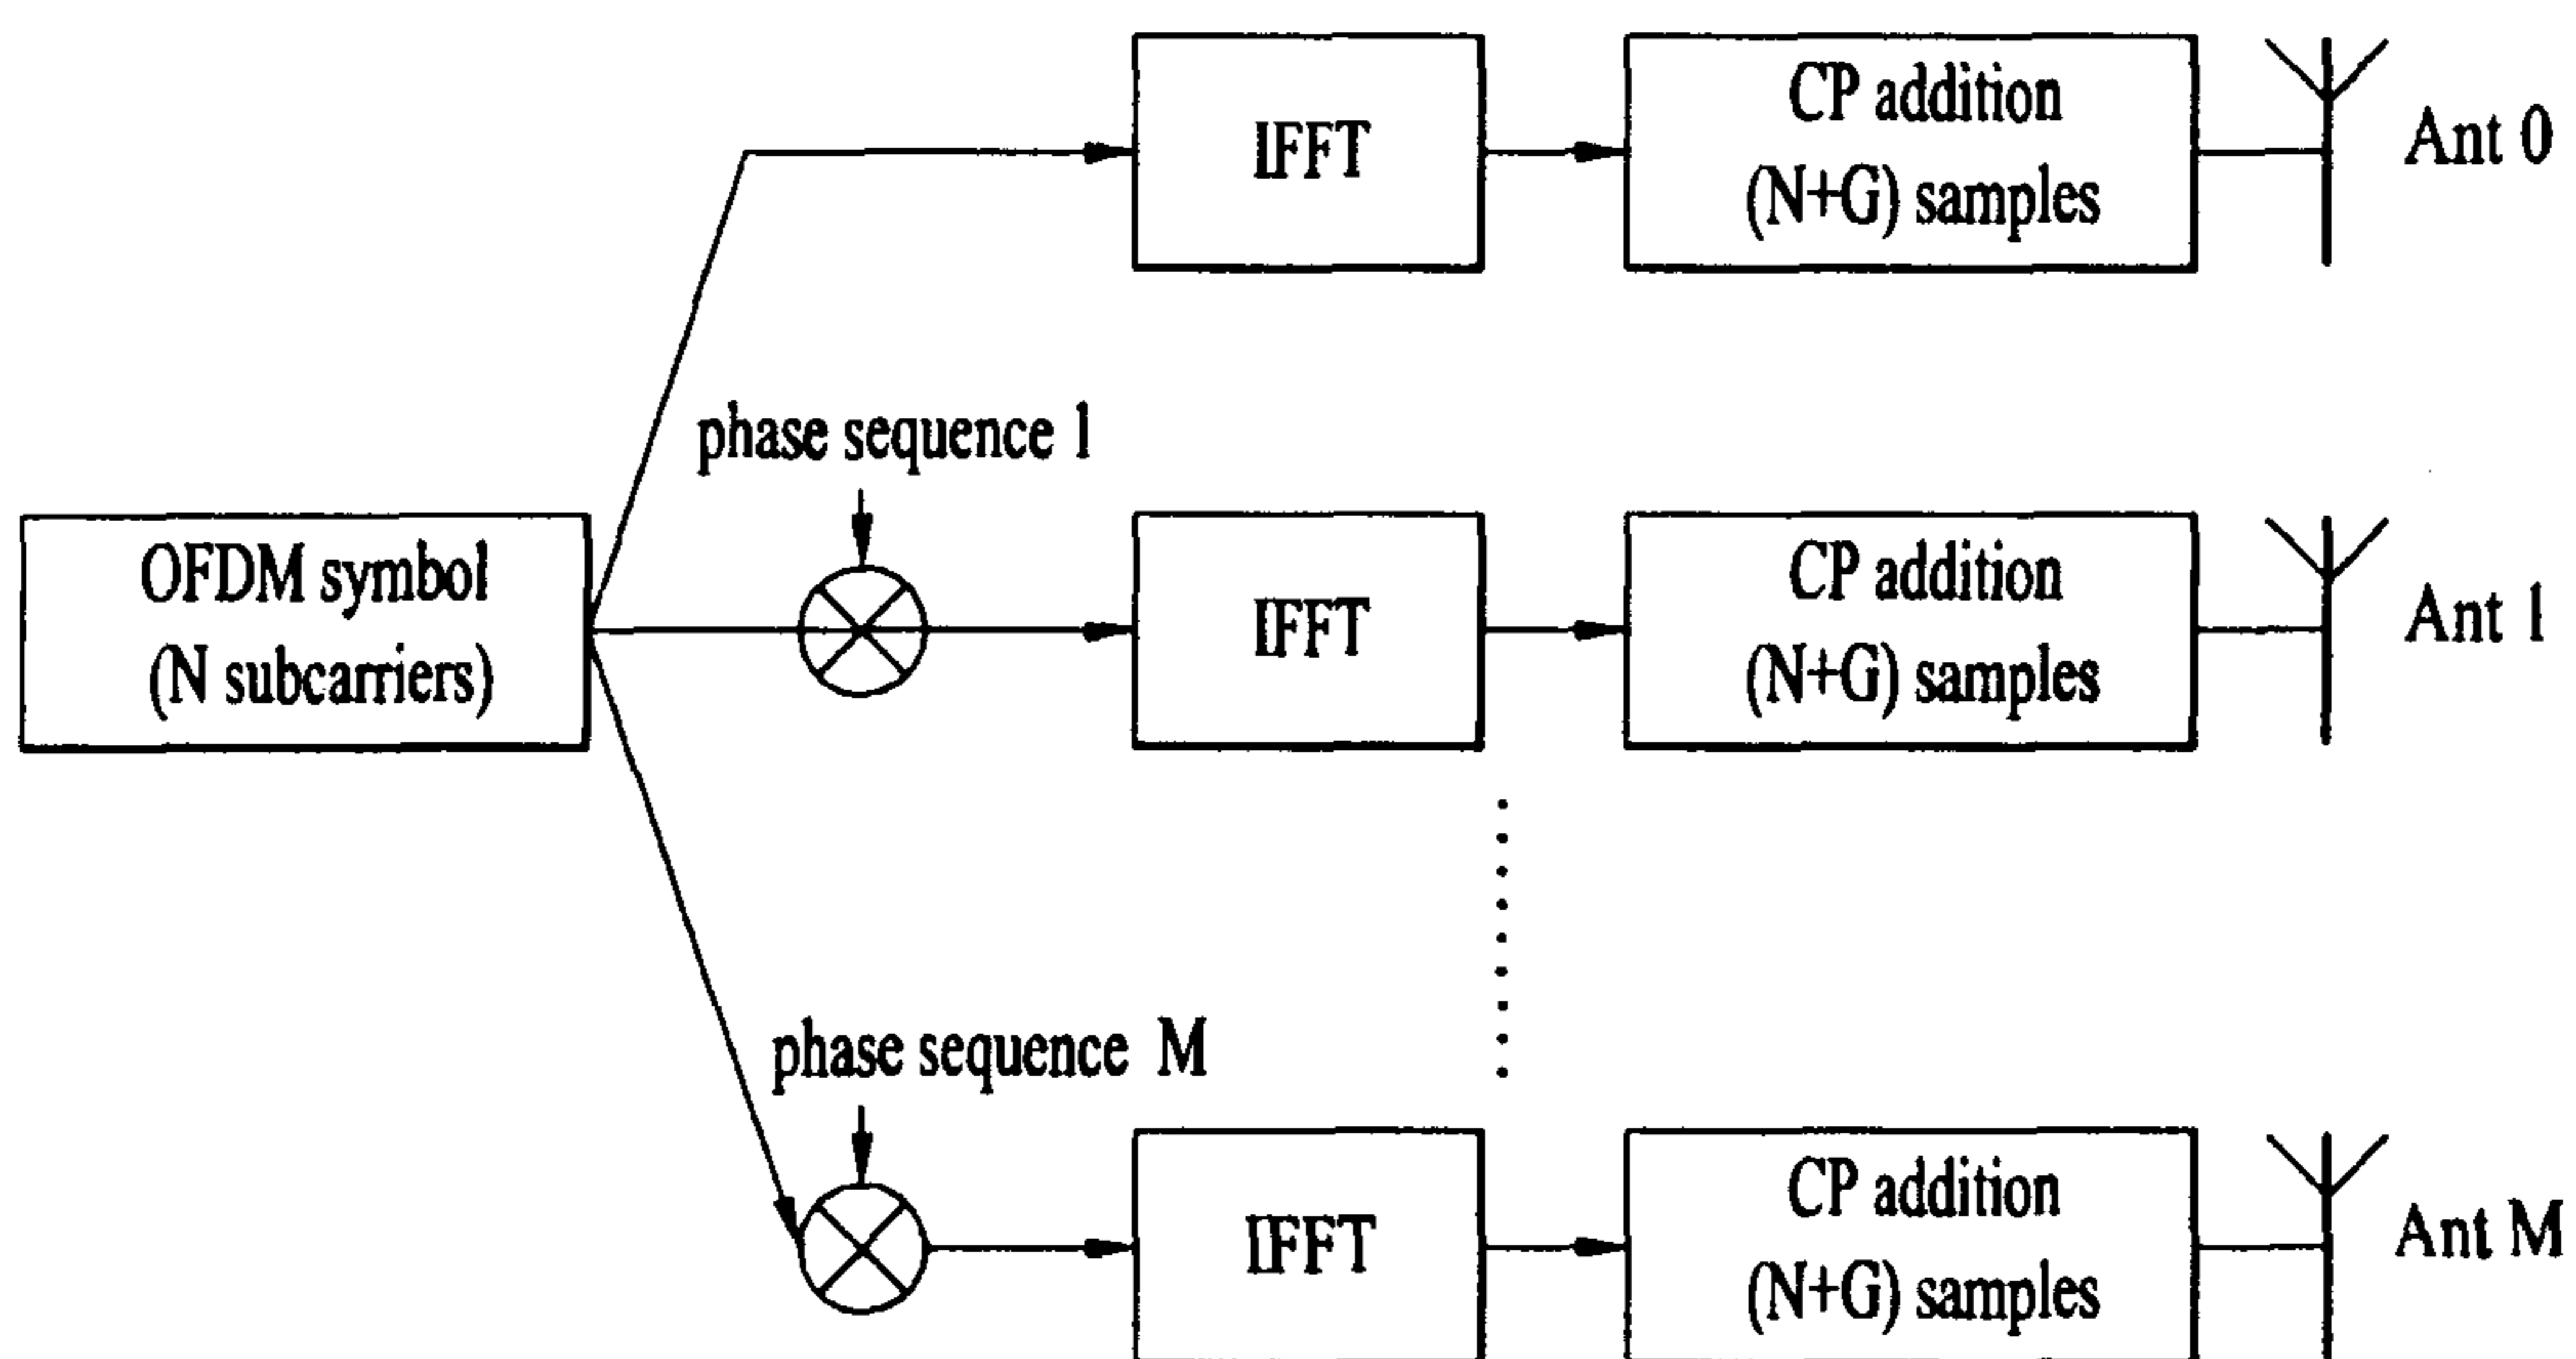 IFFT
CP addition
(N+G) samples
Ant 0
phase sequence 1
OFDM symbol
(N subcarriers)
IFFT
CP addition
(N+G) samples
Ant 1
phase sequence M
IFFT
CP addition
(N+G) samples
Ant M